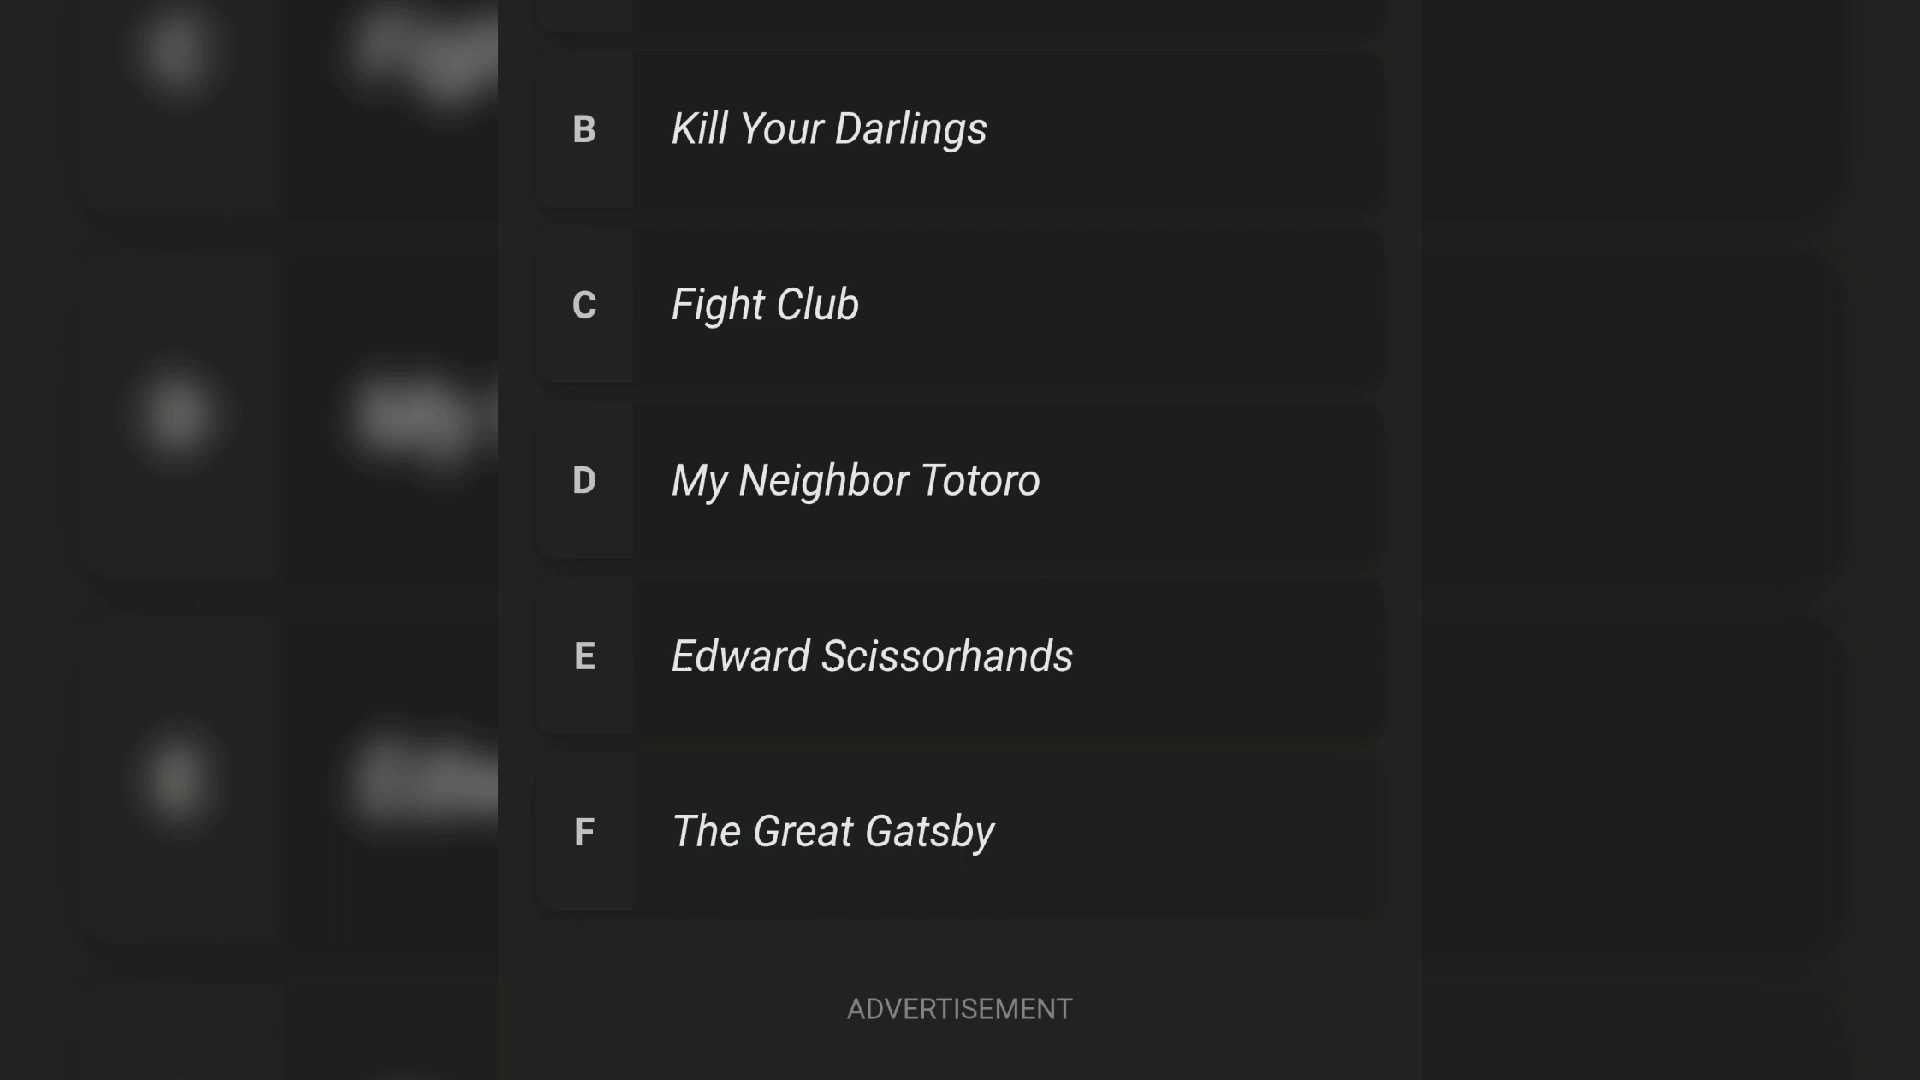 B
Kill Your Darlings
C
Fight Club
D
My Neighbor Totoro
E
Edward Scissorhands
F
The Great Gatsby
ADVERTISEMENT